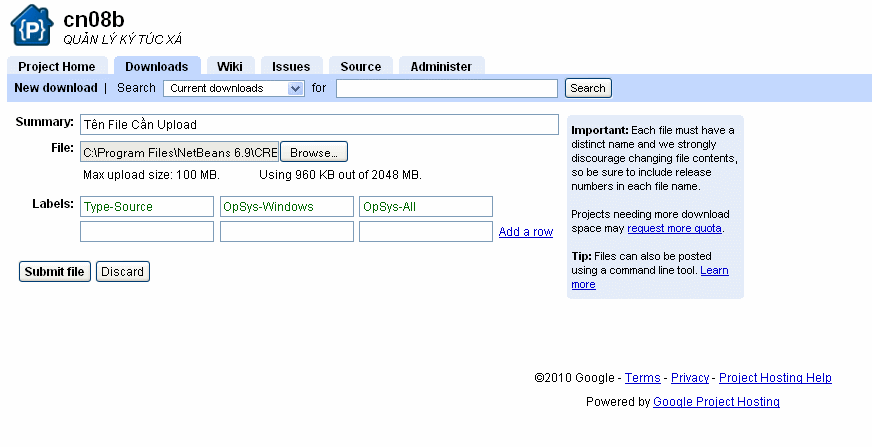 cn08b
QUẢN LÝ KÝ TÚC XÁ
Project Home Downloads Wiki Issues Source Administer
New download | Search Current downloads for Search
Summary: Tên File Cần Upload
File: C:\Program Files\NetBeans 6.9\CRE Browse...
Max upload size: 100 MB. Using 960 KB out of 2048 MB.
Labels: Type-Source OpSys-Windows OpSys-All
Add a row
Submit file Discard
Important: Each file must have a
distinct name and we strongly
discourage changing file contents,
so be sure to include release
numbers in each file name.
Projects needing more download
space may request more quota.
Tip: Files can also be posted
using a command line tool. Learn
more
©2010 Google - Terms - Privacy - Project Hosting Help
Powered by Google Project Hosting